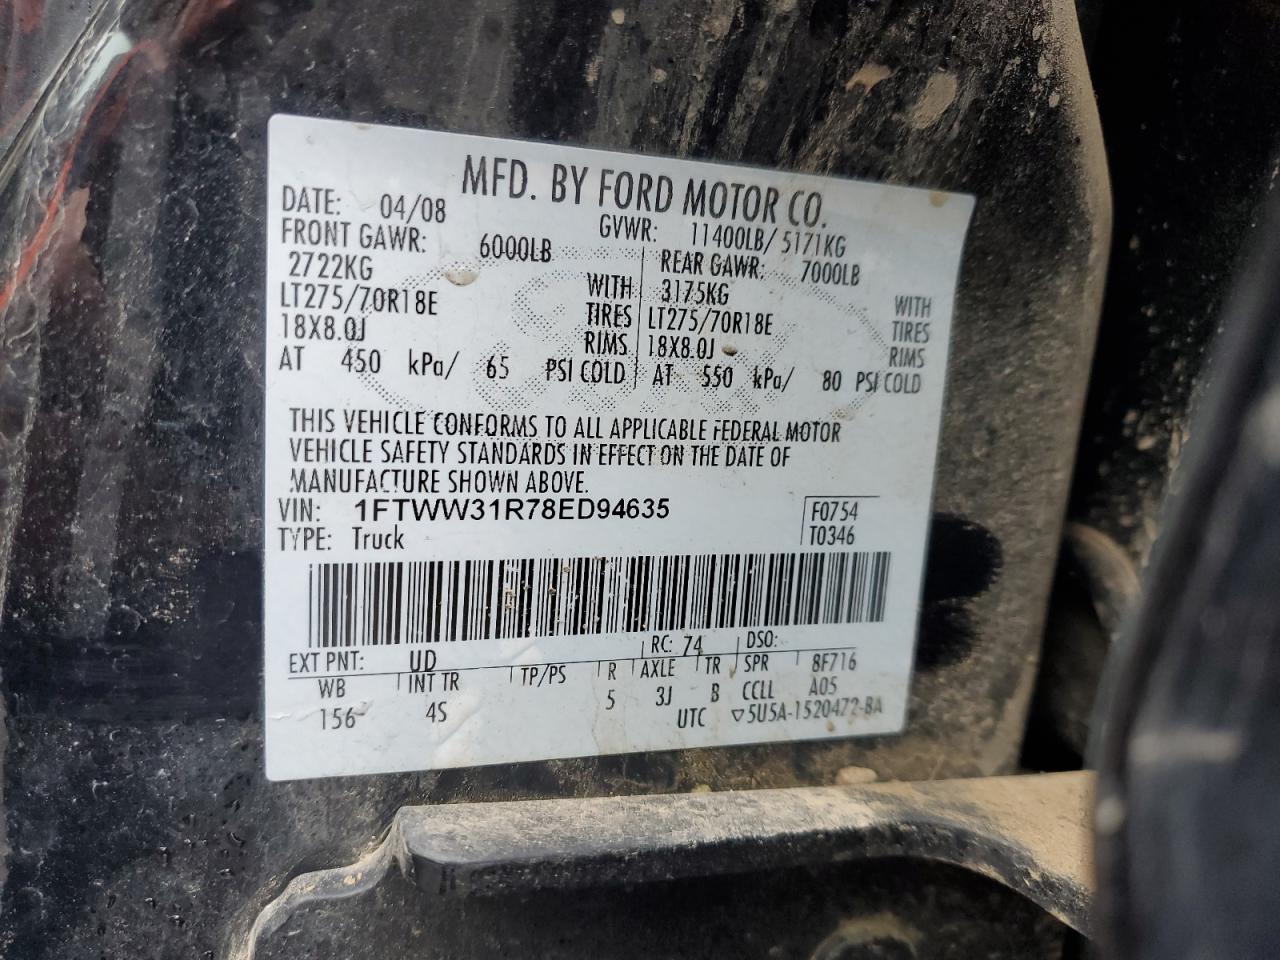 MFD. BY FORD MOTOR CO.
DATE: 04/08 GVWR: 11400LB/ 5171KG
FRONT GAWR: 6000LB REAR GAWR: 7000LB
2722KG WITH 3175KG WITH
LT275/70R18E TIRES LT275/70R18E TIRES
18X8.0J RIMS 18X8.0J RIMS
AT 450 kPa/ 65 PSI COLD AT 550 kPa/ 80 PSI COLD
THIS VEHICLE CONFORMS TO ALL APPLICABLE FEDERAL MOTOR
VEHICLE SAFETY STANDARDS IN EFFECT ON THE DATE OF
MANUFACTURE SHOWN ABOVE.
VIN: 1FTWW31R78ED94635 F0754
TYPE: Truck T0346
EXT PNT: UD RC: 74 DSO:
WB INT TR TP/PS R AXLE TR SPR 8F716
156 4S 5 3J B CCLL A05
UTC ▽5U5A-1520472-BA